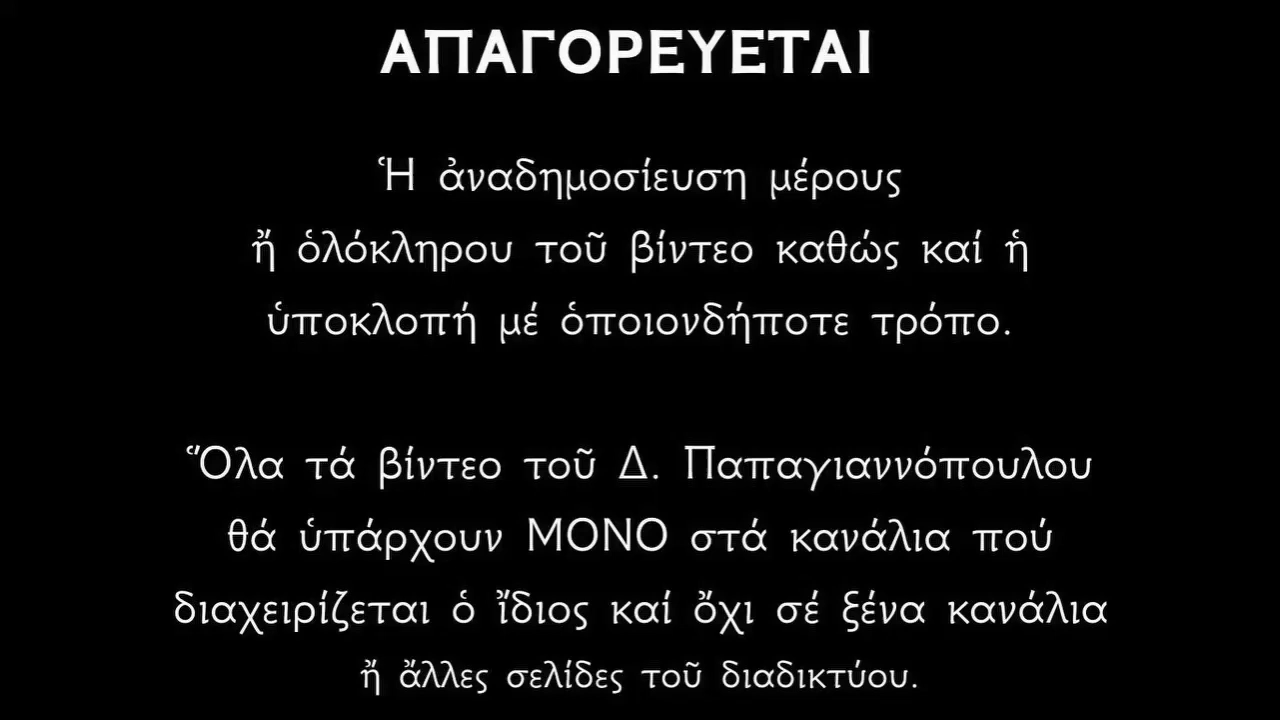 ΑΠΑΓΟΡΕΥΕΤΑΙ
Ἡ ἀναδημοσίευση μέρους
ἤ ὁλόκληρου τοῦ βίντεο καθώς καί ἡ
ὑποκλοπή μέ ὁποιονδήποτε τρόπο.
Ὅλα τά βίντεο τοῦ Δ. Παπαγιαννόπουλου
θά ὑπάρχουν ΜΟΝΟ στά κανάλια πού
διαχειρίζεται ὁ ἴδιος καί ὄχι σέ ξένα κανάλια
ἤ ἄλλες σελίδες τοῦ διαδικτύου.